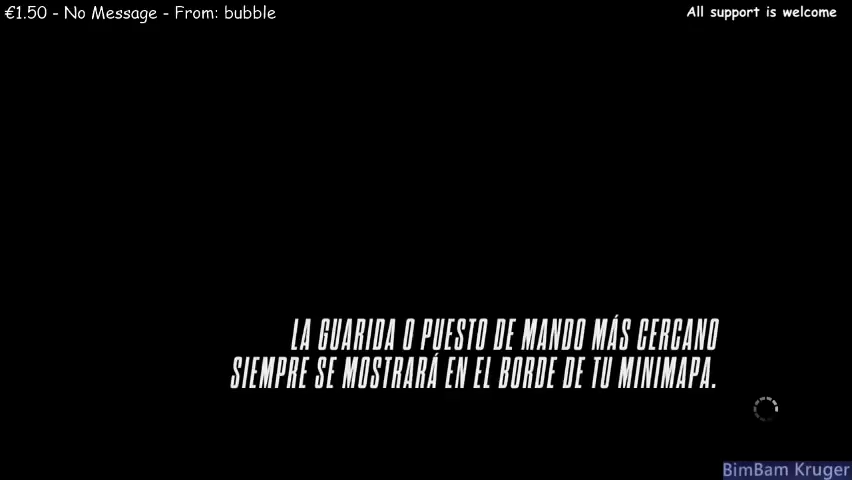 €1.50 - No Message - From: bubble
All support is welcome
LA GUARIDA O PUESTO DE MANDO MÁS CERCANO
SIEMPRE SE MOSTRARÁ EN EL BORDE DE TU MINIMAPA.
BimBam Kruger